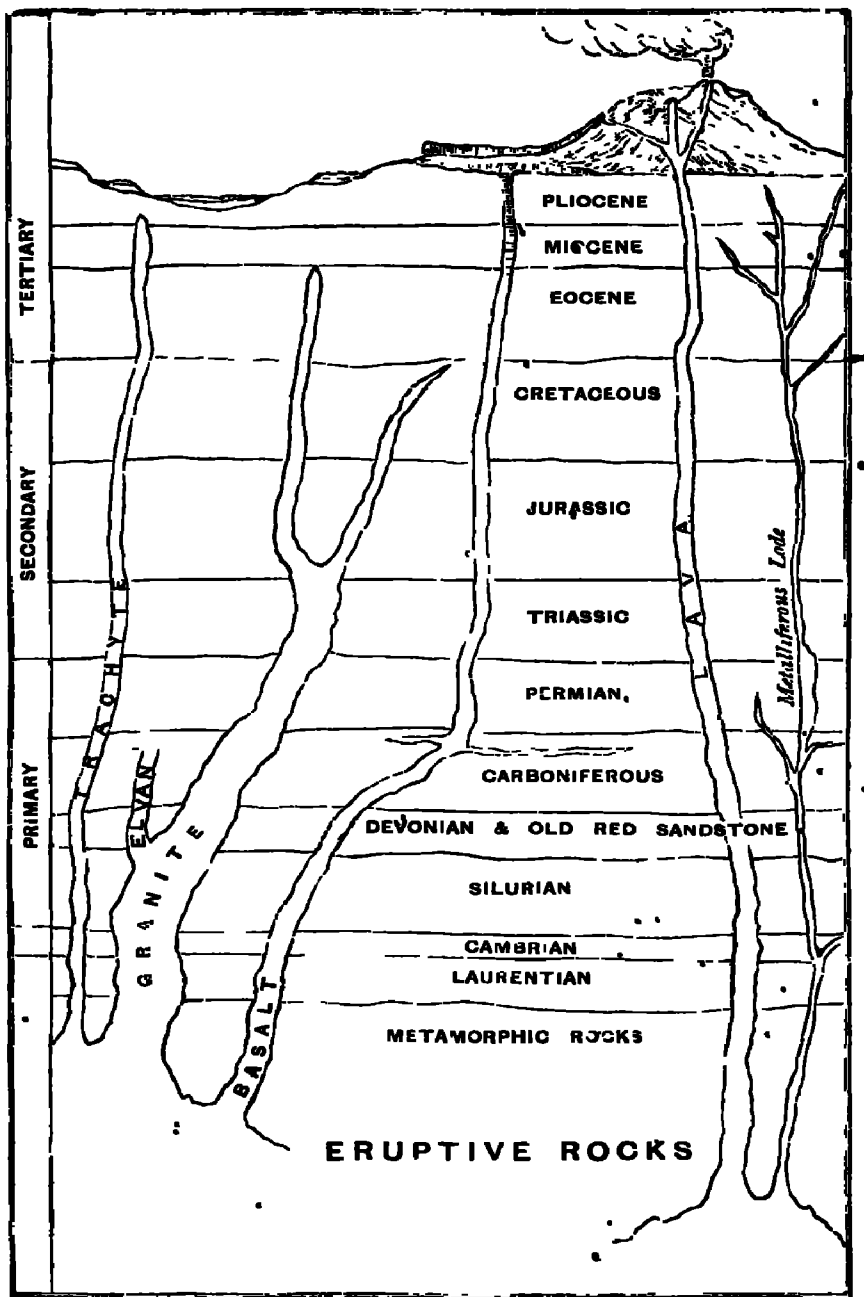 TERTIARY
PLIOCENE
MIOCENE
EOCENE
SECONDARY
CRETACEOUS
JURASSIC
TRIASSIC
PRIMARY
PERMIAN.
CARBONIFEROUS
DEVONIAN & OLD RED SANDSTONE
SILURIAN
CAMBRIAN
LAURENTIAN
METAMORPHIC ROCKS
ERUPTIVE ROCKS
TRACHYTE
ELVAN
GRANITE
BASALT
LAVA
Metalliferous Lode